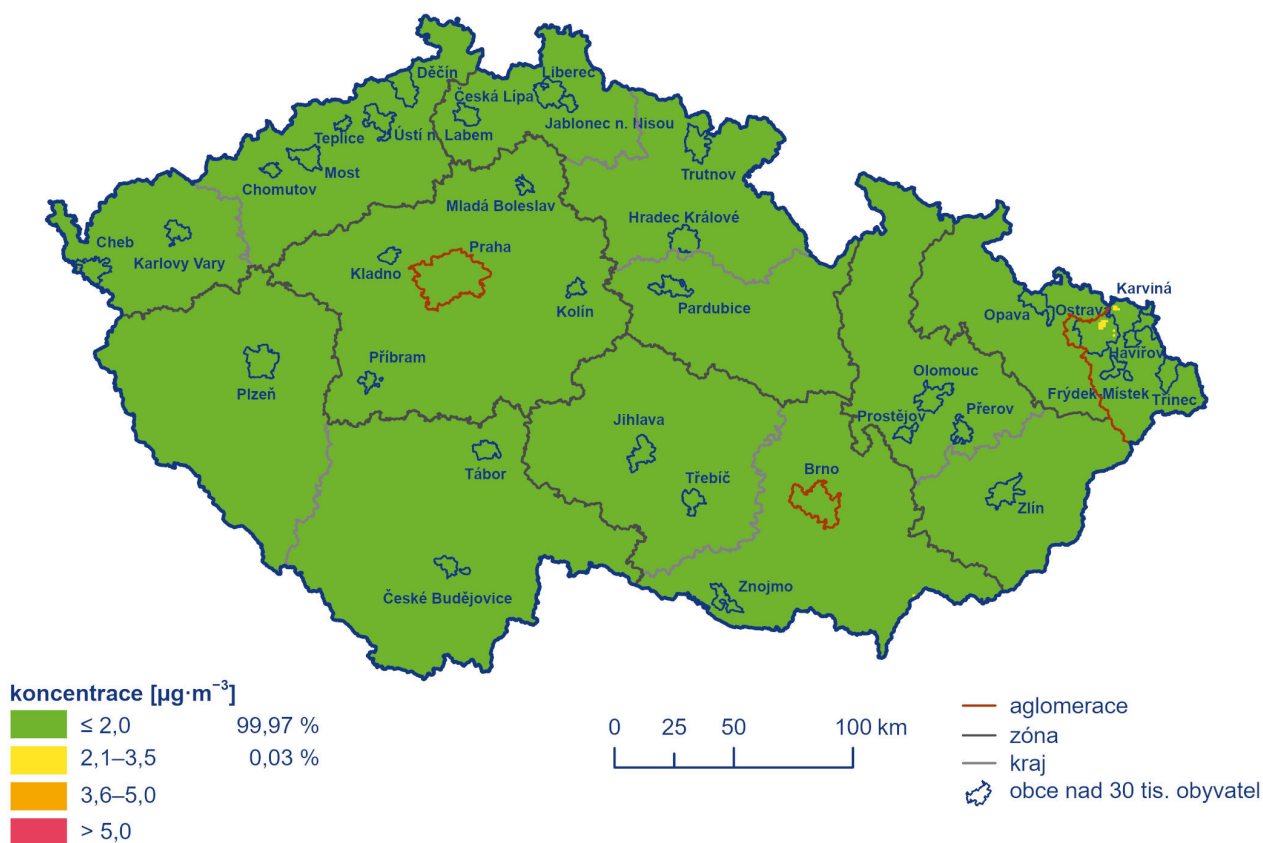 Děčín
Liberec
Česká Lípa
Jablonec n. Nisou
Teplice
Ústí n. Labem
Most
Chomutov
Trutnov
Mladá Boleslav
Hradec Králové
Cheb
Karlovy Vary
Praha
Kladno
Kolín
Pardubice
Karviná
Opava
Ostrava
Havířov
Plzeň
Příbram
Olomouc
Frýdek Místek
Třinec
Prostějov
Přerov
Jihlava
Tábor
Třebíč
Brno
Zlín
České Budějovice
Znojmo
koncentrace [µg·m⁻³]
≤ 2,0 99,97 %
2,1–3,5 0,03 %
3,6–5,0
> 5,0
0 25 50 100 km
aglomerace
zóna
kraj
obce nad 30 tis. obyvatel